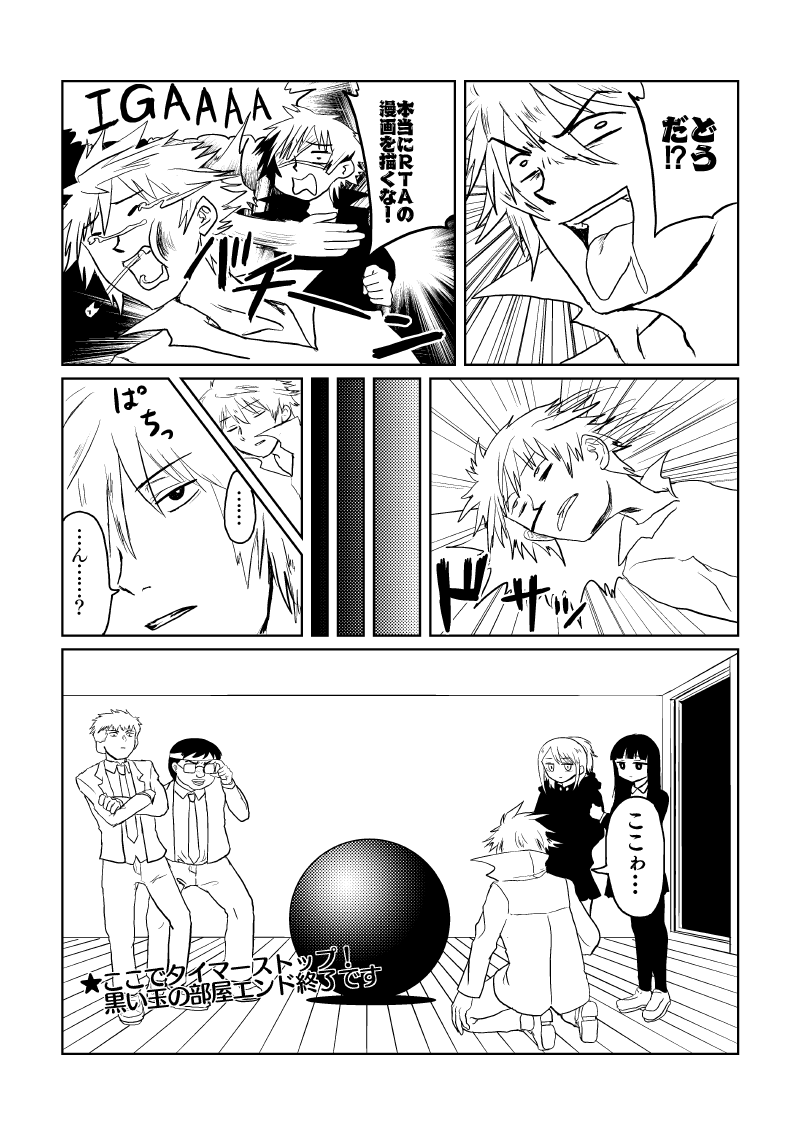 どう
だ!?
本当にRTAの
漫画を描くな!
IGAAAA
バチーーン
ドサッ
……
ぱちっ
…ん……?
ここわ…
★ここでタイマーストップ!
黒い玉の部屋エンド終了です